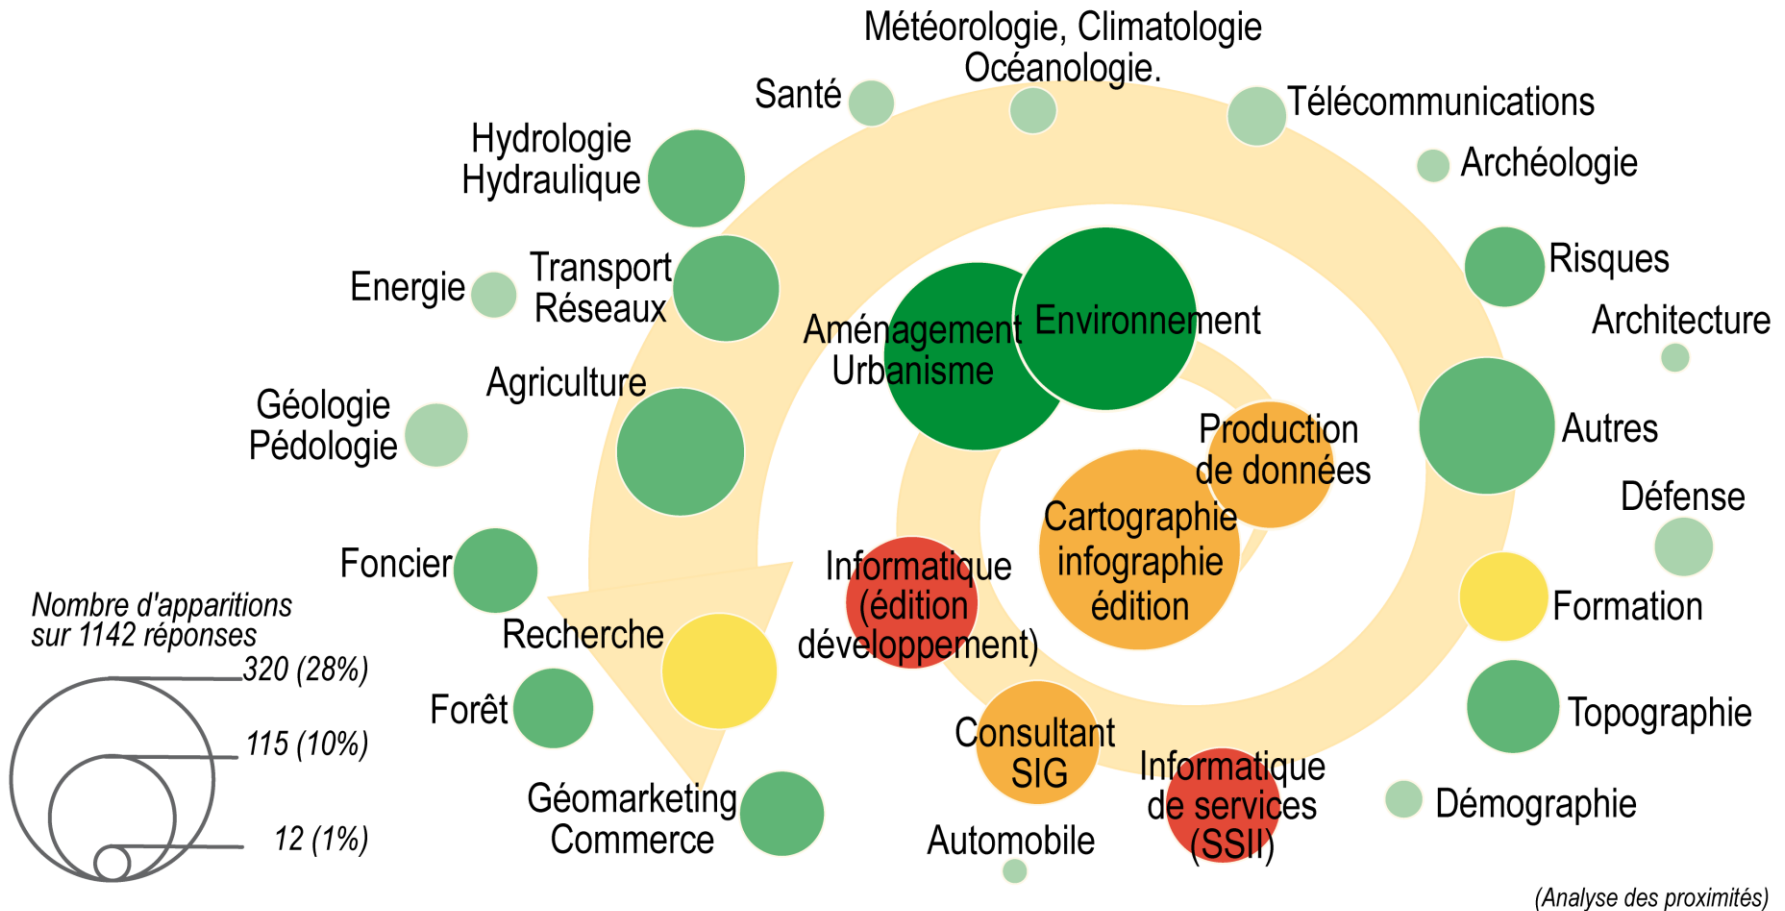 Météorologie, Climatologie
Océanologie.
Santé
Télécommunications
Hydrologie
Hydraulique
Archéologie
Energie
Transport
Réseaux
Risques
Aménagement
Urbanisme
Environnement
Architecture
Agriculture
Géologie
Pédologie
Production
de données
Autres
Cartographie
infographie
édition
Défense
Foncier
Informatique
(édition
développement)
Formation
Recherche
Forêt
Consultant
SIG
Topographie
Géomarketing
Commerce
Informatique
de services
(SSII)
Automobile
Démographie
Nombre d'apparitions
sur 1142 réponses
320 (28%)
115 (10%)
12 (1%)
(Analyse des proximités)